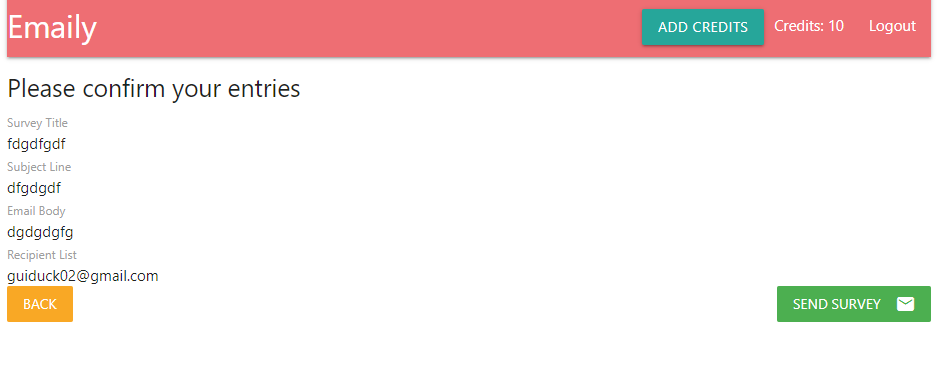 Emaily
ADD CREDITS
Credits: 10
Logout
Please confirm your entries
Survey Title
fdgdfgdf
Subject Line
dfgdgdf
Email Body
dgdgdgfg
Recipient List
guiduck02@gmail.com
BACK
SEND SURVEY